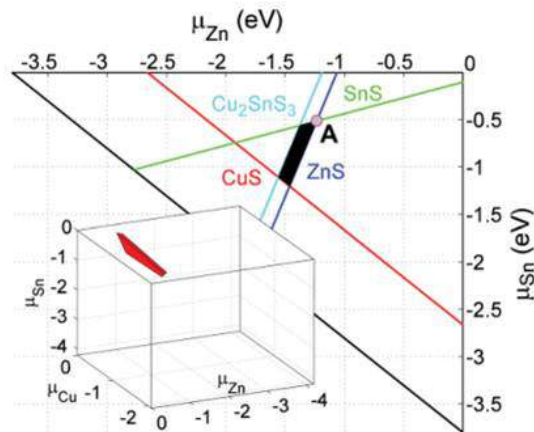 μZn (eV)
-3.5 -3 -2.5 -2 -1.5 -1 -0.5 0
Cu2SnS3
SnS
-0.5
A
-1
CuS
ZnS
-1.5
-2
-2.5
-3
-3.5
μSn (eV)
0
-1
-2
-3
-4
μSn
0
-1
-2
μCu
0 -1 -2 -3 -4
μZn